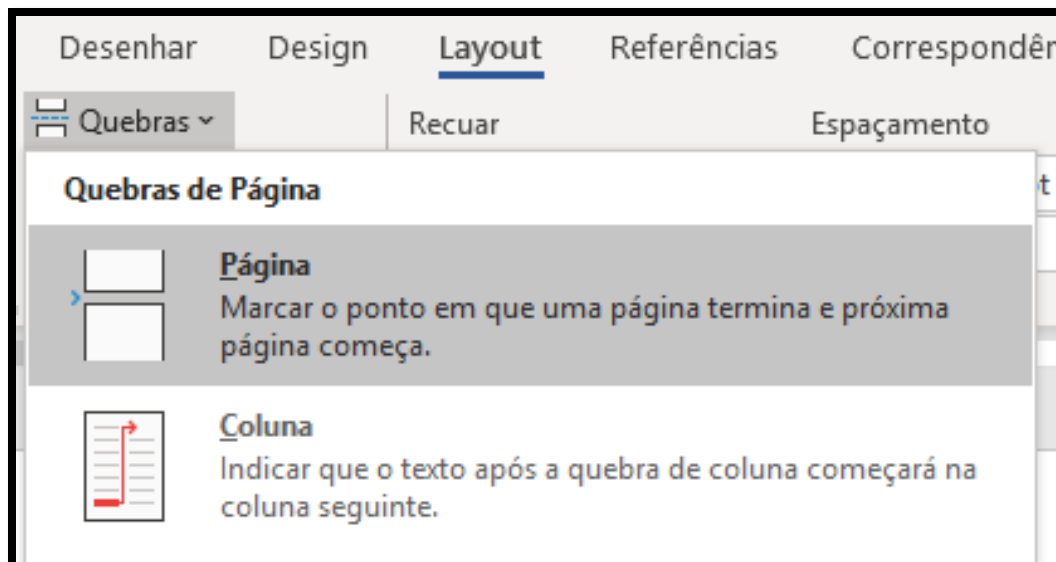 Desenhar Design Layout Referências Correspondên
Quebras Recuar Espaçamento
Quebras de Página
Página
Marcar o ponto em que uma página termina e próxima
página começa.
Coluna
Indicar que o texto após a quebra de coluna começará na
coluna seguinte.